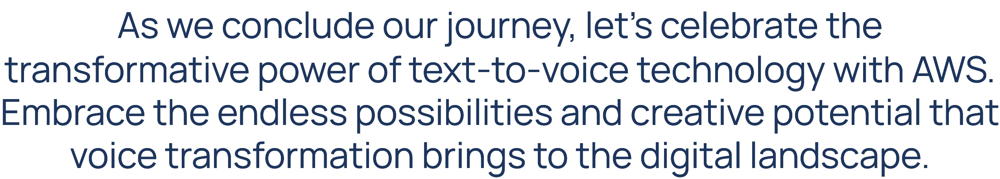 As we conclude our journey, let’s celebrate the
transformative power of text-to-voice technology with AWS.
Embrace the endless possibilities and creative potential that
voice transformation brings to the digital landscape.